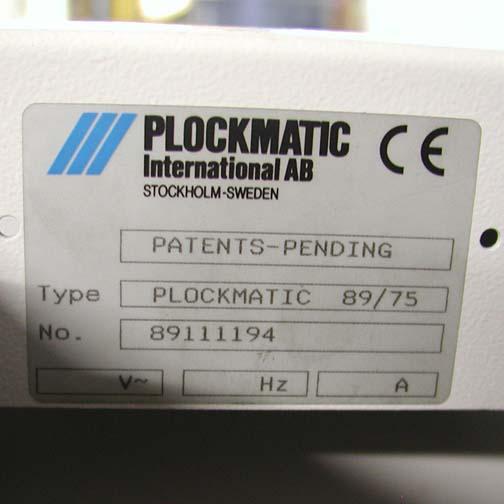 PLOCKMATIC
International AB
STOCKHOLM-SWEDEN
CE
PATENTS-PENDING
Type PLOCKMATIC 89/75
No. 89111194
V~ Hz A